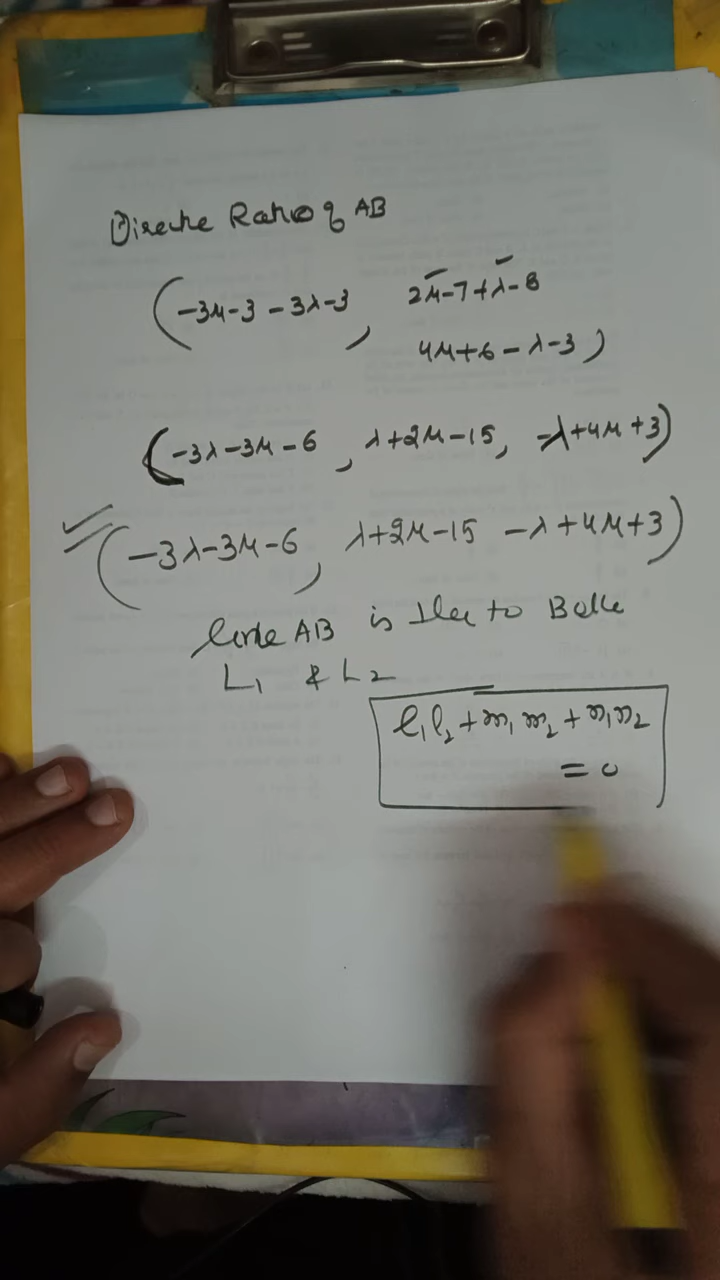 Directie Ratio of AB
(-3μ-3-3λ-3, 2μ-7+λ-8
4μ+6-λ-3)
(-3λ-3μ-6, λ+2μ-15, -λ+4μ+3)
(-3λ-3μ-6, λ+2μ-15 -λ+4μ+3)
line AB is ⊥ler to Both
L₁ & L₂
l₁l₂+m₁m₂+n₁n₂
=0